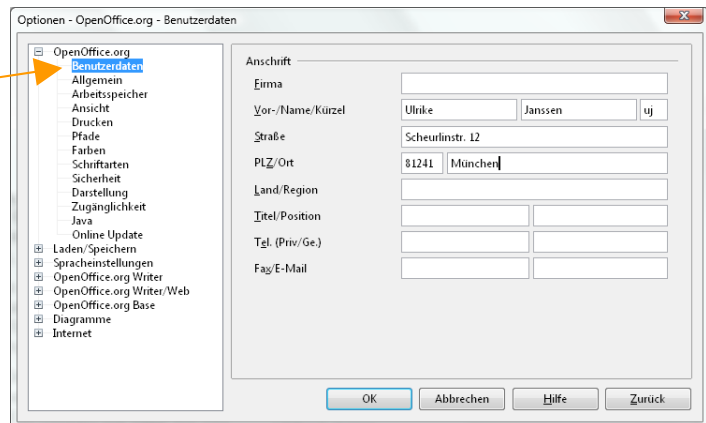 Optionen - OpenOffice.org - Benutzerdaten
OpenOffice.org
Benutzerdaten
Allgemein
Arbeitsspeicher
Ansicht
Drucken
Pfade
Farben
Schriftarten
Sicherheit
Darstellung
Zugänglichkeit
Java
Online Update
Laden/Speichern
Spracheinstellungen
OpenOffice.org Writer
OpenOffice.org Writer/Web
OpenOffice.org Base
Diagramme
Internet
Anschrift
Firma
Vor-/Name/Kürzel Ulrike Janssen uj
Straße Scheurlinstr. 12
PLZ/Ort 81241 München
Land/Region
Titel/Position
Tel. (Priv/Ge.)
Fax/E-Mail
OK Abbrechen Hilfe Zurück